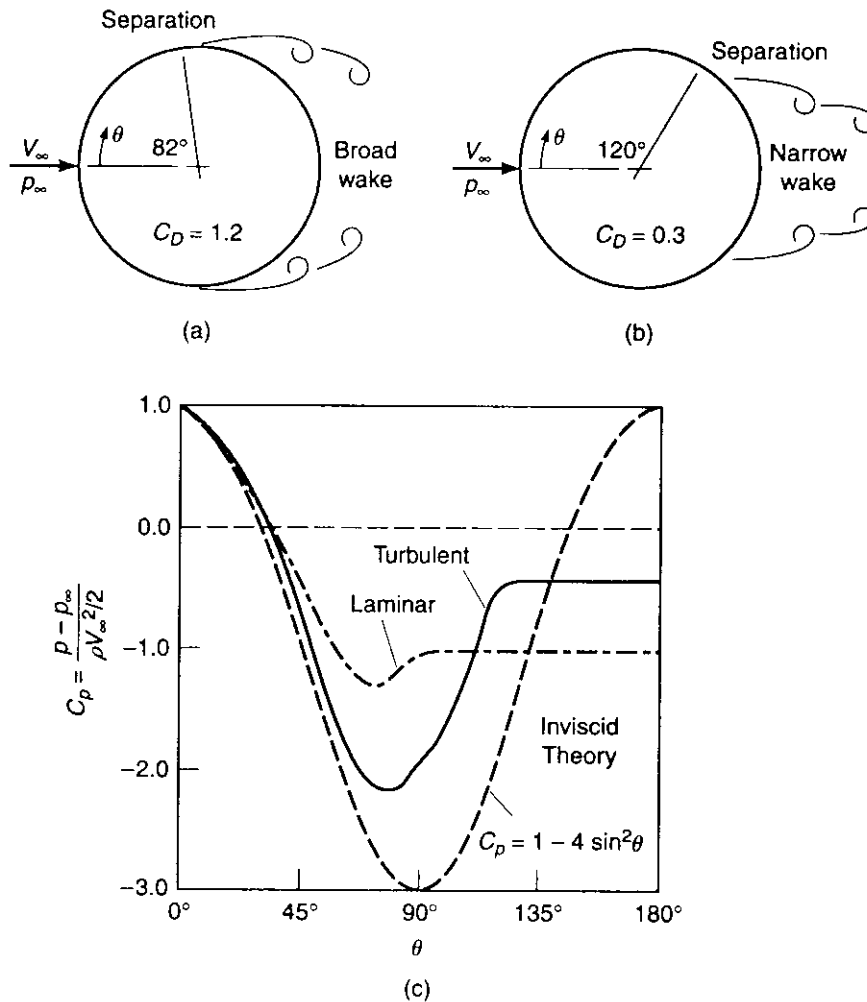 Separation
θ
82°
V∞
p∞
Broad
wake
C_D = 1.2
(a)
Separation
θ
120°
V∞
p∞
Narrow
wake
C_D = 0.3
(b)
C_p = (p – p∞) / (ρV∞²/2)
1.0
0.0
–1.0
–2.0
–3.0
Turbulent
Laminar
Inviscid
Theory
C_p = 1 – 4 sin²θ
0°
45°
90°
135°
180°
θ
(c)